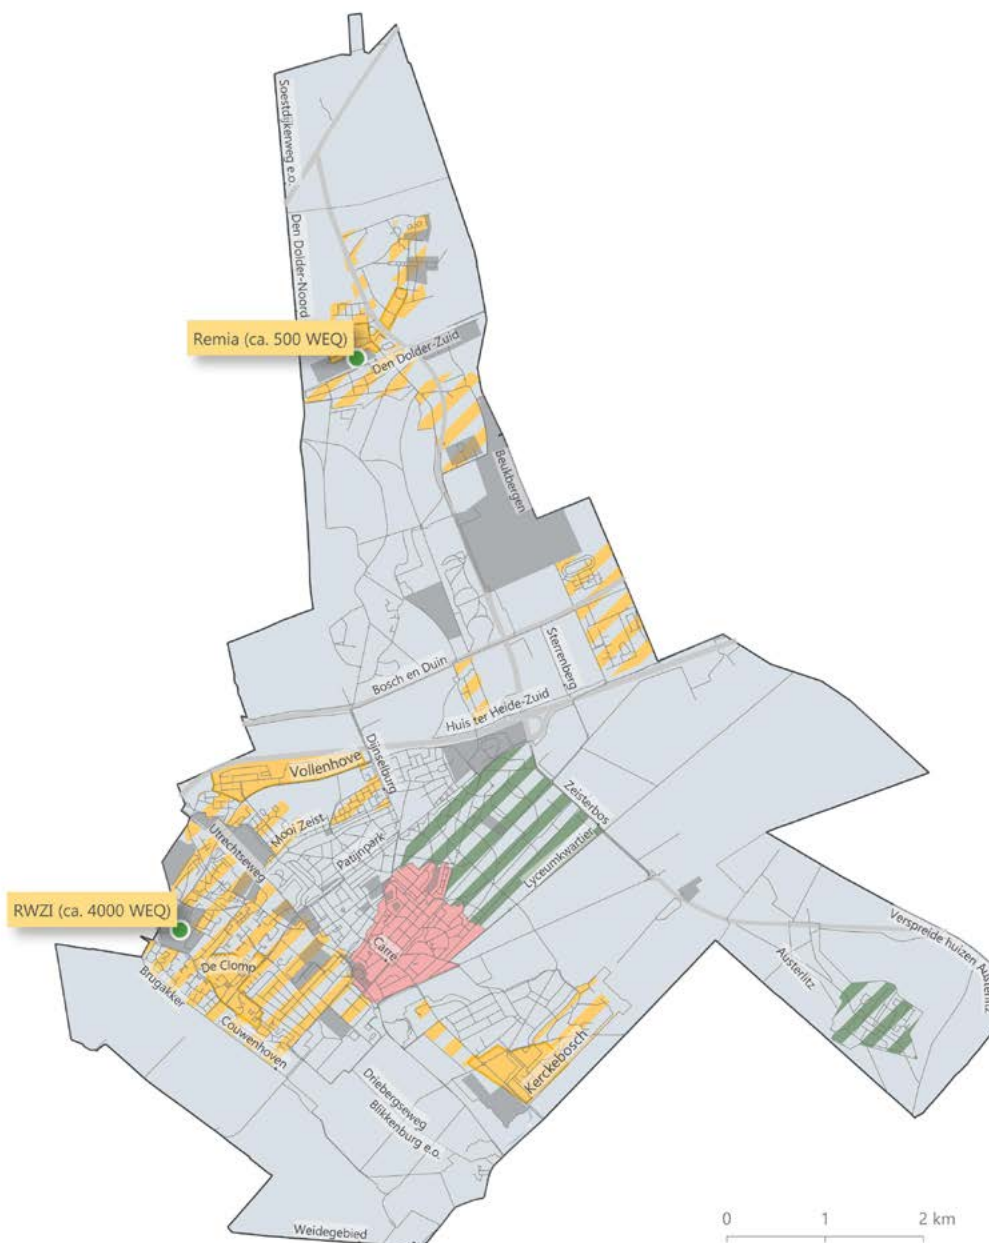 Soestdijkerweg e.o.
Den Dolder-Noord
Remia (ca. 500 WEQ)
Den Dolder-Zuid
Beukbergen
Sterrenberg
Bosch en Duin
Huis ter Heide-Zuid
Vollenhove
Dijnselburg
Mooi Zeist
Zeisterbos
Utrechtseweg
Patijnpark
Lyceumkwartier
RWZI (ca. 4000 WEQ)
Verspreide huizen Austerlitz
Carré
De Clomp
Austerlitz
Brugakker
Couwenhoven
Kerckebosch
Driebergseweg
Blikkenburg e.o.
Weidegebied
0 1 2 km